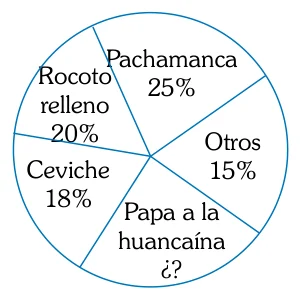 Pachamanca
25%
Rocoto
relleno
20%
Otros
15%
Ceviche
18%
Papa a la
huancaína
¿?